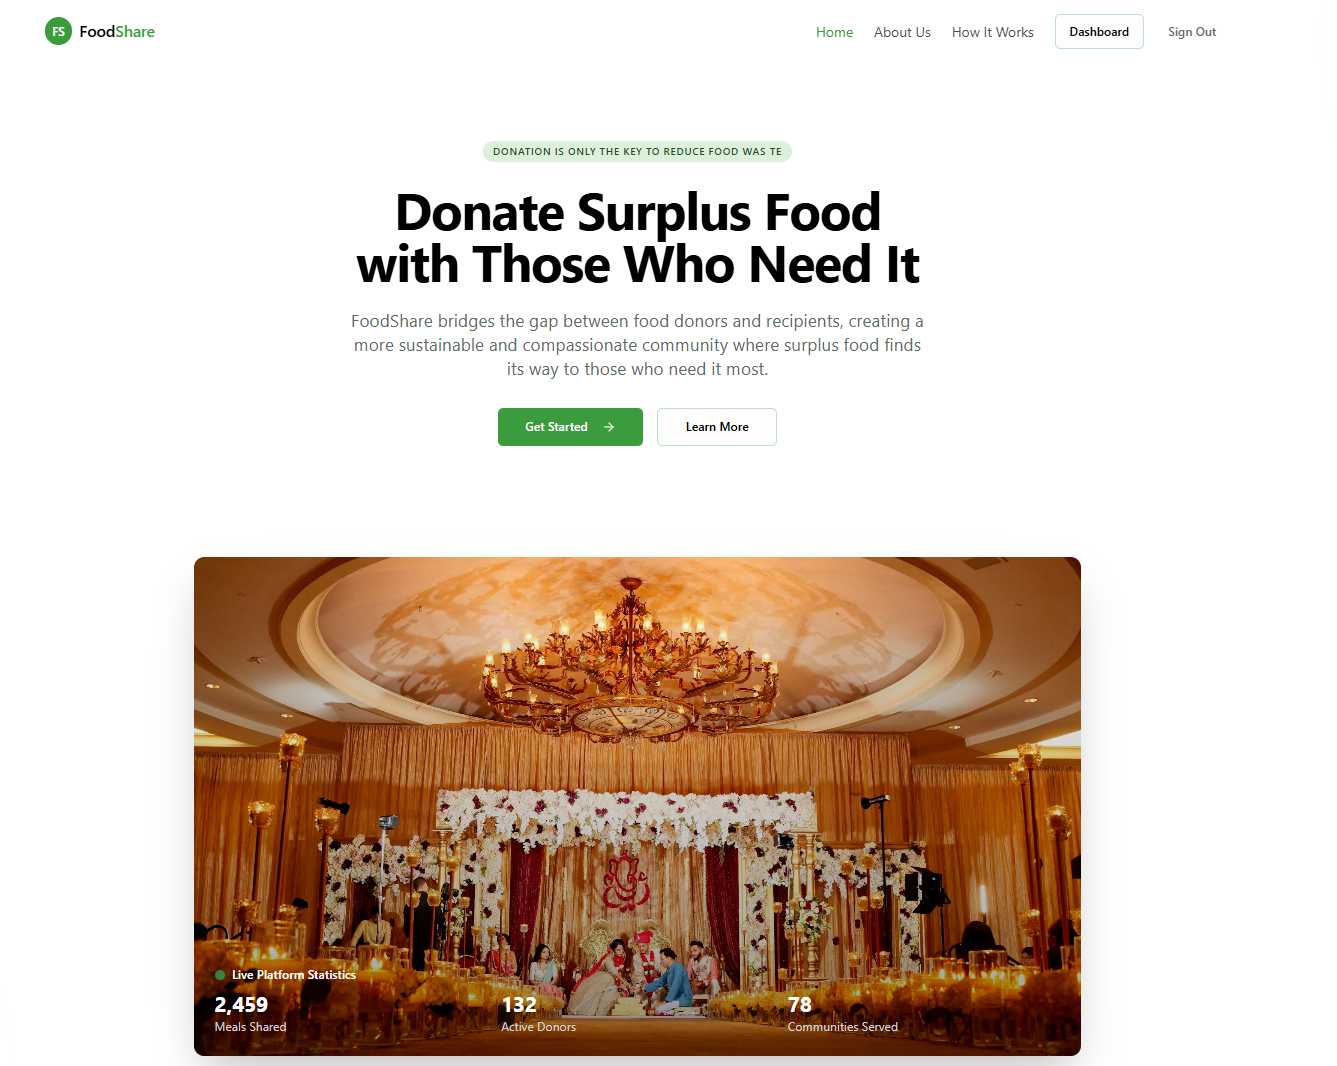 FS FoodShare
Home About Us How It Works Dashboard Sign Out
DONATION IS ONLY THE KEY TO REDUCE FOOD WAS TE
Donate Surplus Food
with Those Who Need It
FoodShare bridges the gap between food donors and recipients, creating a
more sustainable and compassionate community where surplus food finds
its way to those who need it most.
Get Started → Learn More
Live Platform Statistics
2,459 132 78
Meals Shared Active Donors Communities Served